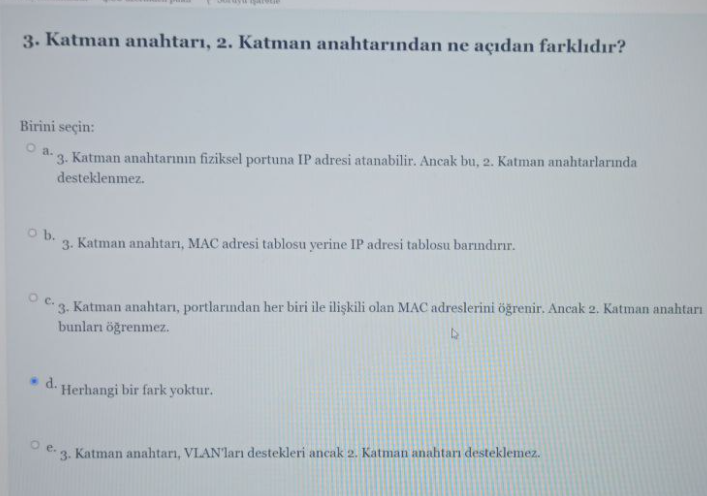 3. Katman anahtarı, 2. Katman anahtarından ne açıdan farklıdır?
Birini seçin:
a. 3. Katman anahtarının fiziksel portuna IP adresi atanabilir. Ancak bu, 2. Katman anahtarlarında
desteklenmez.
b. 3. Katman anahtarı, MAC adresi tablosu yerine IP adresi tablosu barındırır.
c. 3. Katman anahtarı, portlarından her biri ile ilişkili olan MAC adreslerini öğrenir. Ancak 2. Katman anahtarı
bunları öğrenmez.
d. Herhangi bir fark yoktur.
e. 3. Katman anahtarı, VLAN'ları destekleri ancak 2. Katman anahtarı desteklemez.